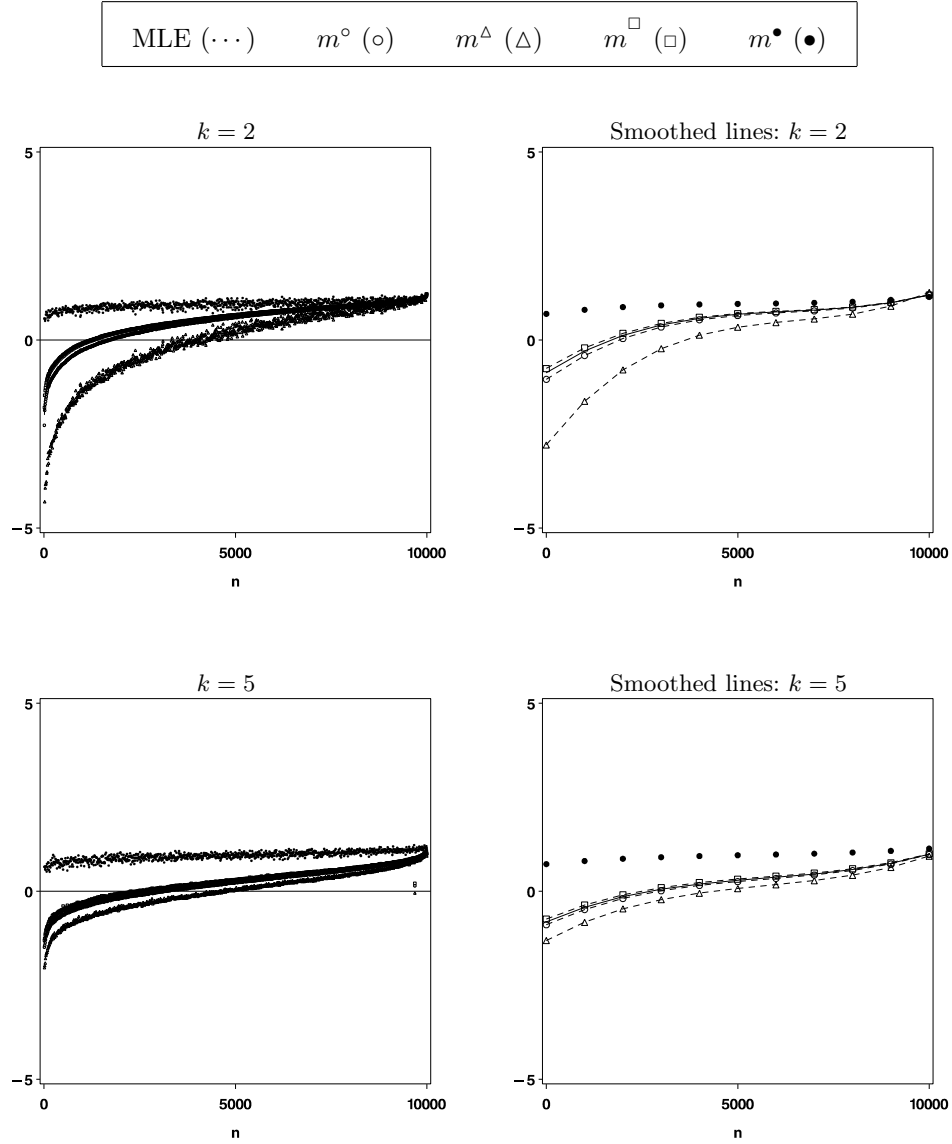 MLE (···) m° (○) m△ (△) m□ (□) m● (●)
k = 2
Smoothed lines: k = 2
5
0
−5
0 5000 10000
n
5
0
−5
0 5000 10000
n
k = 5
Smoothed lines: k = 5
5
0
−5
0 5000 10000
n
5
0
−5
0 5000 10000
n